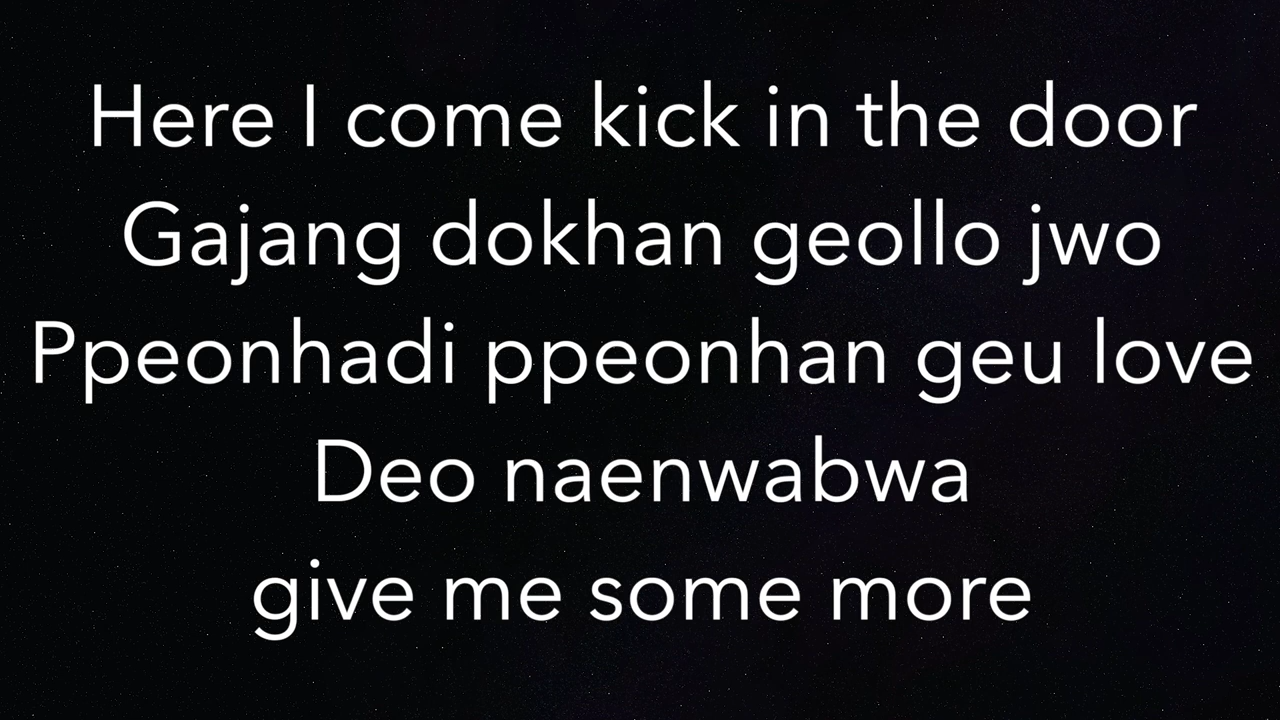 Here I come kick in the door
Gajang dokhan geollo jwo
Ppeonhadi ppeonhan geu love
Deo naenwabwa
give me some more